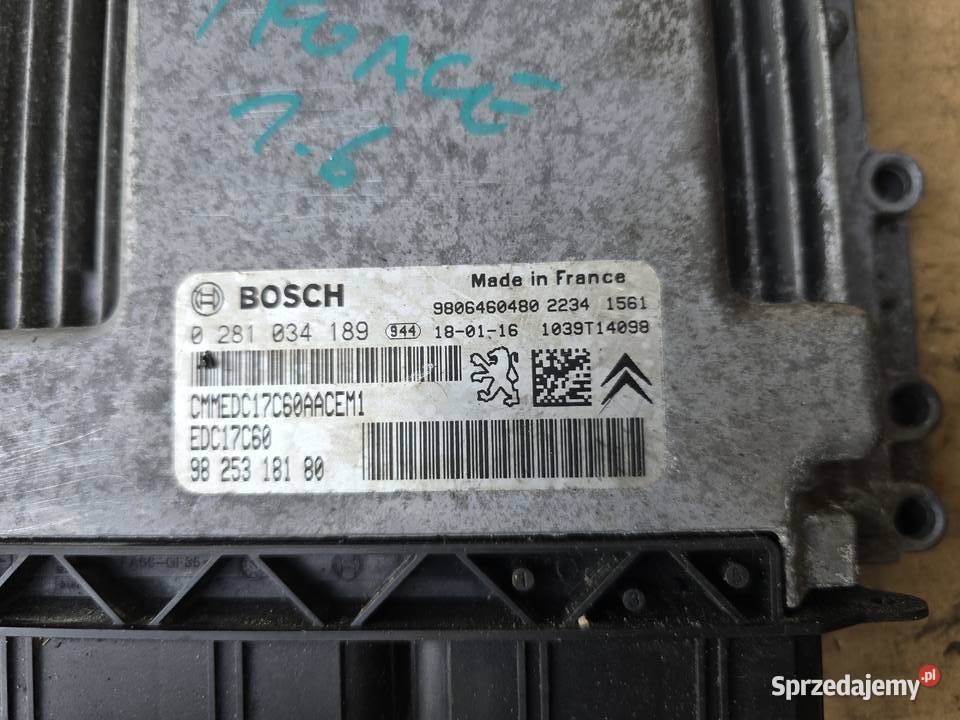 PROACE
1.6
BOSCH
Made in France
9806460480 2234 1561
0 281 034 189 944 18-01-16 1039T14098
CMMEDC17C60AACEM1
EDC17C60
98 253 181 80
Sprzedajemy.pl